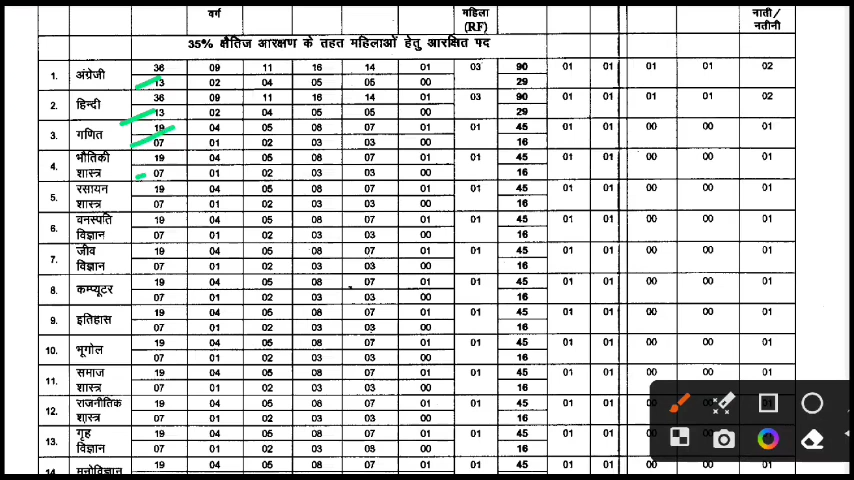 वर्ग महिला (RF) नाती/ नतीनी
35% क्षैतिज आरक्षण के तहत महिलाओं हेतु आरक्षित पद
1. अंग्रेजी 36 09 11 16 14 01 03 90 01 01 01 01 02
13 02 04 05 05 00 29
2. हिन्दी 36 09 11 16 14 01 03 90 01 01 01 01 02
13 02 04 05 05 00 29
3. गणित 19 04 05 08 07 01 01 45 01 01 00 00 01
07 01 02 03 03 00 16
4. भौतिकी शास्त्र 19 04 05 08 07 01 01 45 01 01 00 00 01
07 01 02 03 03 00 16
5. रसायन शास्त्र 19 04 05 08 07 01 01 45 01 01 00 00 01
07 01 02 03 03 00 16
6. वनस्पति विज्ञान 19 04 05 08 07 01 01 45 01 01 00 00 01
07 01 02 03 03 00 16
7. जीव विज्ञान 19 04 05 08 07 01 01 45 01 01 00 00 01
07 01 02 03 03 00 16
8. कम्प्यूटर 19 04 05 08 07 01 01 45 01 01 00 00 01
07 01 02 03 03 00 16
9. इतिहास 19 04 05 08 07 01 01 45 01 01 00 00 01
07 01 02 03 03 00 16
10. भूगोल 19 04 05 08 07 01 01 45 01 01 00 00 01
07 01 02 03 03 00 16
11. समाज शास्त्र 19 04 05 08 07 01 01 45 01 01 00 00 01
07 01 02 03 03 00 16
12. राजनीतिक शास्त्र 19 04 05 08 07 01 01 45 01 01
07 01 02 03 03 00 16
13. गृह विज्ञान 19 04 05 08 07 01 01 45 01 01
07 01 02 03 03 00 16
14. मनोविज्ञान 19 04 05 08 07 01 01 45 01 01 00 00 01